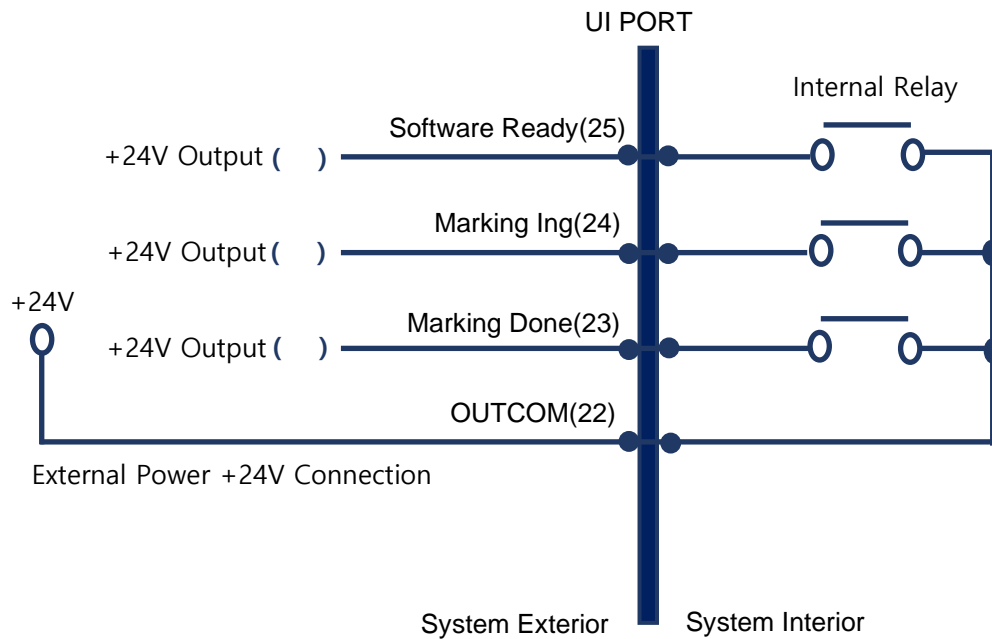 UI PORT
Internal Relay
Software Ready(25)
+24V Output (    )
Marking Ing(24)
+24V Output (    )
+24V
Marking Done(23)
+24V Output (    )
OUTCOM(22)
External Power +24V Connection
System Exterior
System Interior